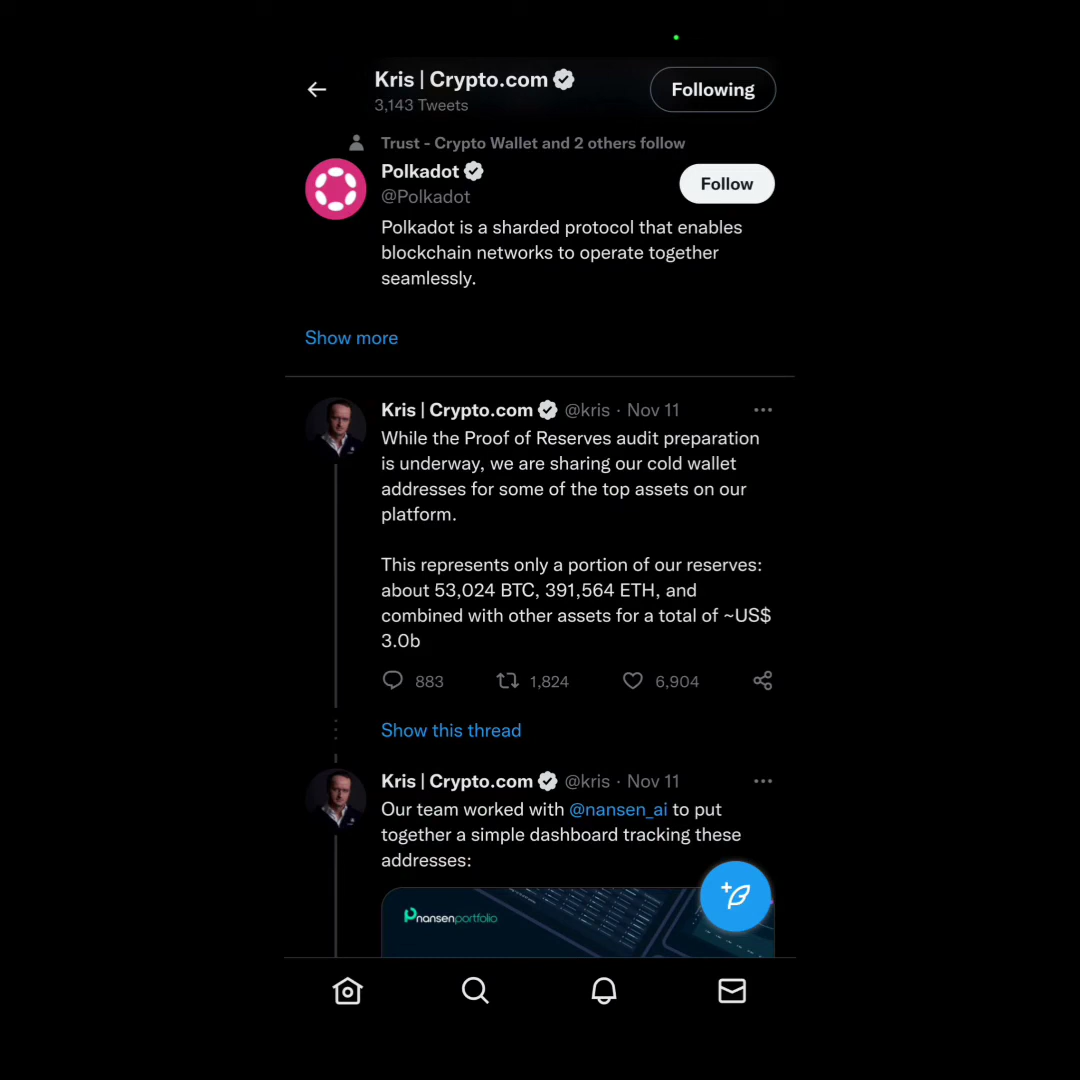 Kris | Crypto.com
Following
3,143 Tweets
Trust - Crypto Wallet and 2 others follow
Polkadot
Follow
@Polkadot
Polkadot is a sharded protocol that enables
blockchain networks to operate together
seamlessly.
Show more
Kris | Crypto.com @kris · Nov 11
While the Proof of Reserves audit preparation
is underway, we are sharing our cold wallet
addresses for some of the top assets on our
platform.
This represents only a portion of our reserves:
about 53,024 BTC, 391,564 ETH, and
combined with other assets for a total of ~US$
3.0b
883 1,824 6,904
Show this thread
Kris | Crypto.com @kris · Nov 11
Our team worked with @nansen_ai to put
together a simple dashboard tracking these
addresses:
nansenportfolio